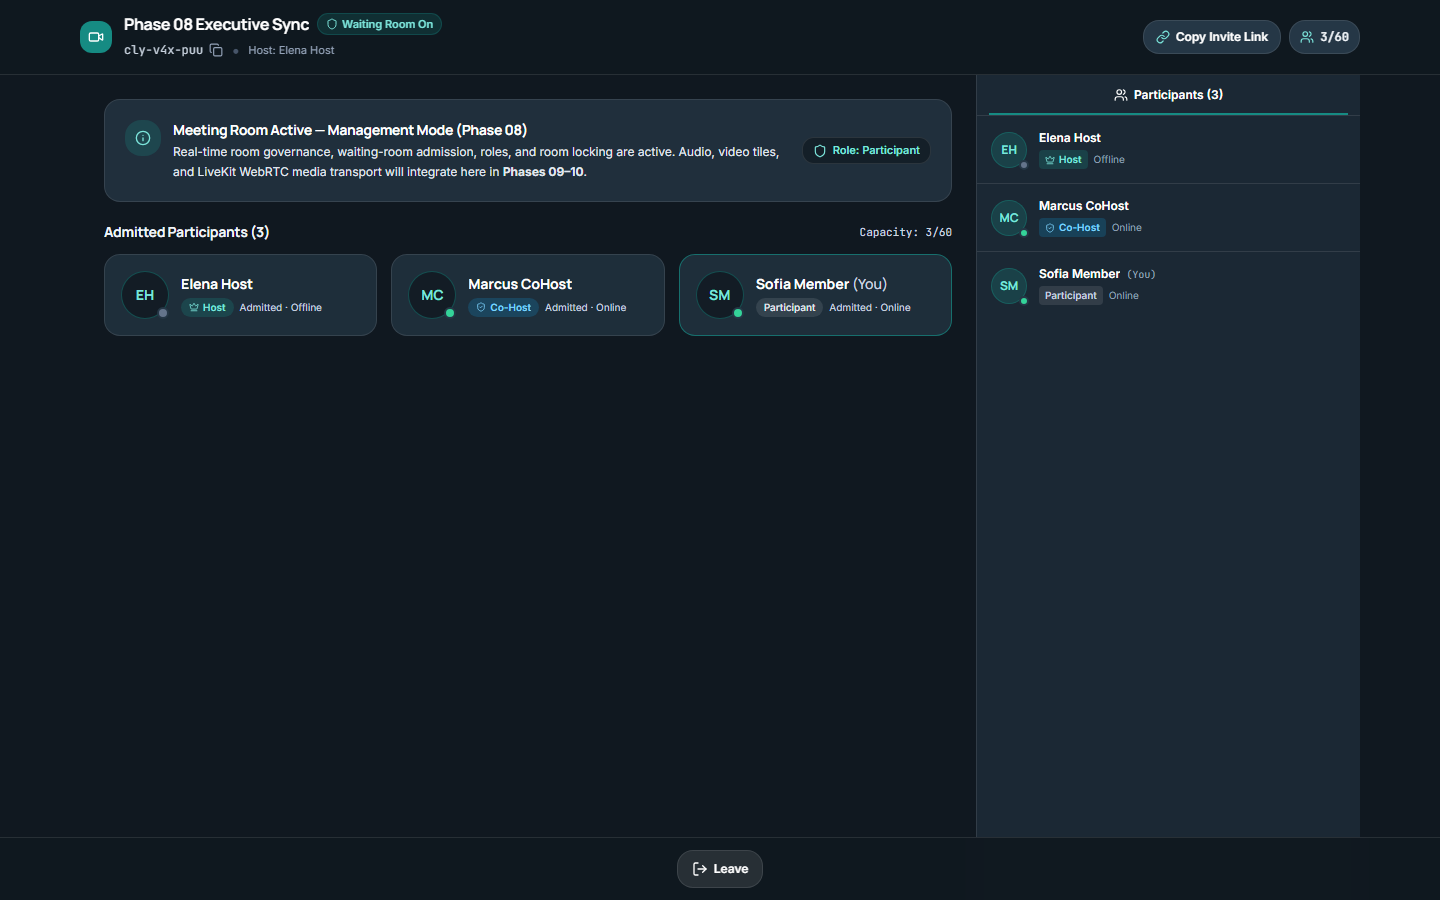 Phase 08 Executive Sync
Waiting Room On
cly-v4x-puu
Host: Elena Host
Copy Invite Link
3/60
Meeting Room Active — Management Mode (Phase 08)
Real-time room governance, waiting-room admission, roles, and room locking are active. Audio, video tiles,
and LiveKit WebRTC media transport will integrate here in Phases 09–10.
Role: Participant
Admitted Participants (3)
Capacity: 3/60
EH
Elena Host
Host
Admitted · Offline
MC
Marcus CoHost
Co-Host
Admitted · Online
SM
Sofia Member (You)
Participant
Admitted · Online
Participants (3)
EH
Elena Host
Host
Offline
MC
Marcus CoHost
Co-Host
Online
SM
Sofia Member (You)
Participant
Online
Leave